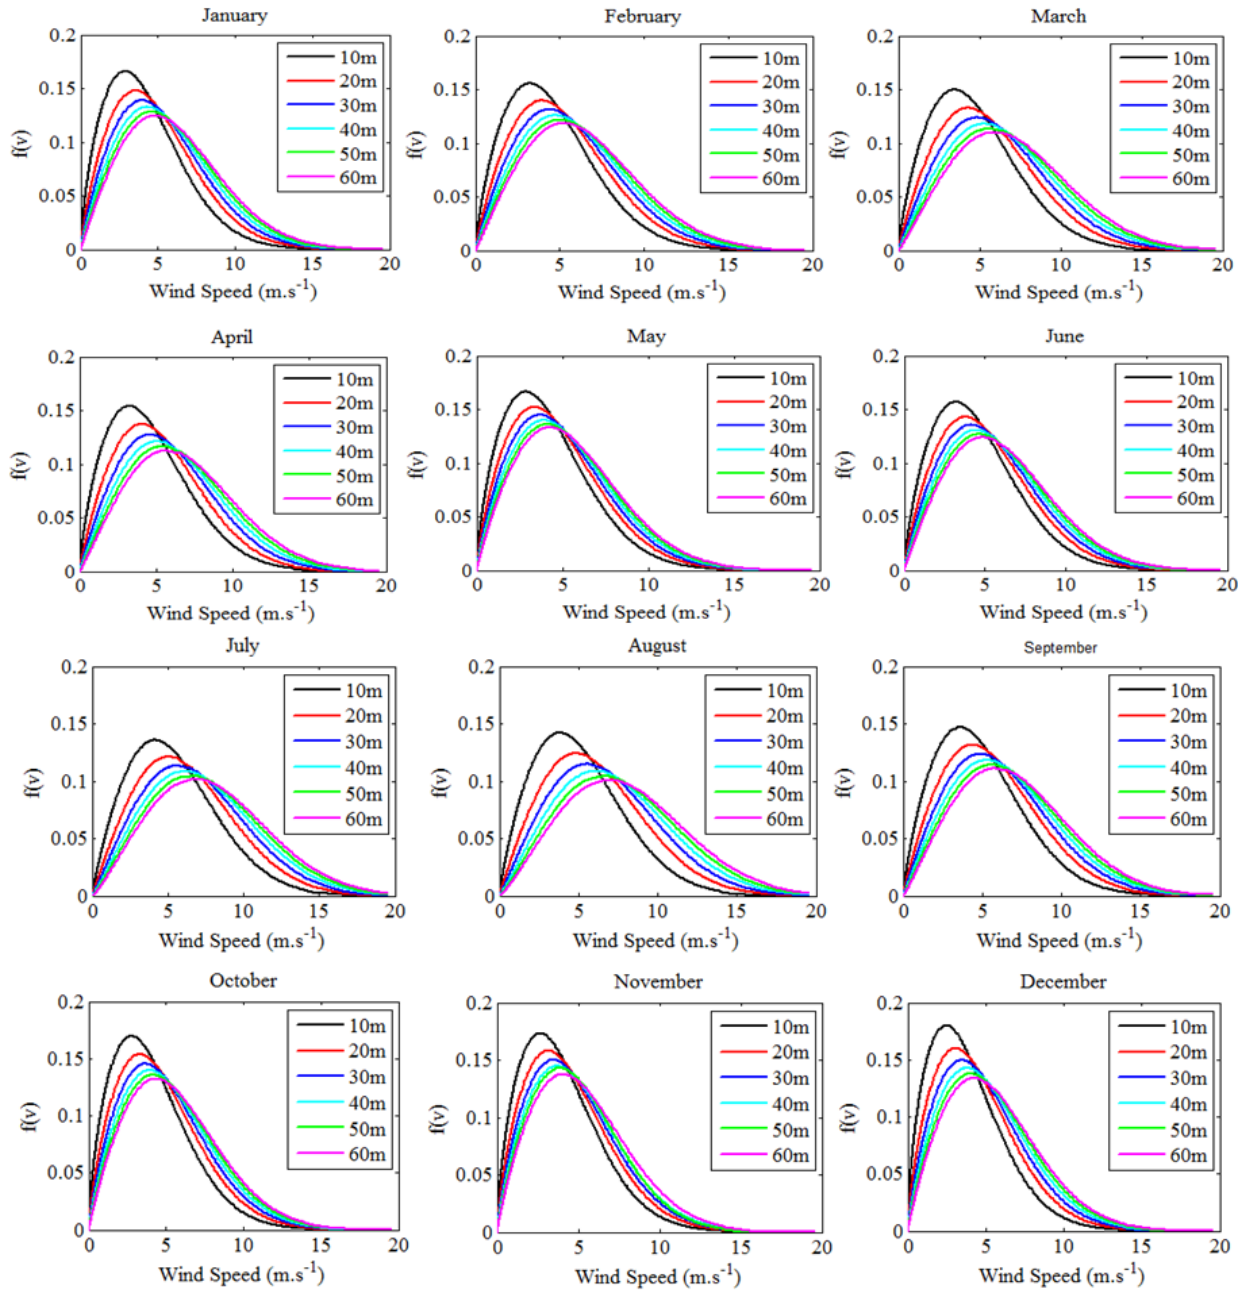 January
0.2
0.15
0.1
0.05
0
f(v)
10m
20m
30m
40m
50m
60m
0 5 10 15 20
Wind Speed (m.s⁻¹)
February
0.2
0.15
0.1
0.05
0
f(v)
10m
20m
30m
40m
50m
60m
0 5 10 15 20
Wind Speed (m.s⁻¹)
March
0.2
0.15
0.1
0.05
0
f(v)
10m
20m
30m
40m
50m
60m
0 5 10 15 20
Wind Speed (m.s⁻¹)
April
0.2
0.15
0.1
0.05
0
f(v)
10m
20m
30m
40m
50m
60m
0 5 10 15 20
Wind Speed (m.s⁻¹)
May
0.2
0.15
0.1
0.05
0
f(v)
10m
20m
30m
40m
50m
60m
0 5 10 15 20
Wind Speed (m.s⁻¹)
June
0.2
0.15
0.1
0.05
0
f(v)
10m
20m
30m
40m
50m
60m
0 5 10 15 20
Wind Speed (m.s⁻¹)
July
0.2
0.15
0.1
0.05
0
f(v)
10m
20m
30m
40m
50m
60m
0 5 10 15 20
Wind Speed (m.s⁻¹)
August
0.2
0.15
0.1
0.05
0
f(v)
10m
20m
30m
40m
50m
60m
0 5 10 15 20
Wind Speed (m.s⁻¹)
September
0.2
0.15
0.1
0.05
0
f(v)
10m
20m
30m
40m
50m
60m
0 5 10 15 20
Wind Speed (m.s⁻¹)
October
0.2
0.15
0.1
0.05
0
f(v)
10m
20m
30m
40m
50m
60m
0 5 10 15 20
Wind Speed (m.s⁻¹)
November
0.2
0.15
0.1
0.05
0
f(v)
10m
20m
30m
40m
50m
60m
0 5 10 15 20
Wind Speed (m.s⁻¹)
December
0.2
0.15
0.1
0.05
0
f(v)
10m
20m
30m
40m
50m
60m
0 5 10 15 20
Wind Speed (m.s⁻¹)